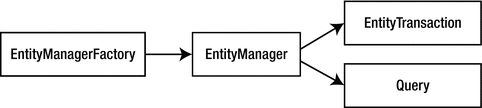 EntityManagerFactory
EntityManager
EntityTransaction
Query